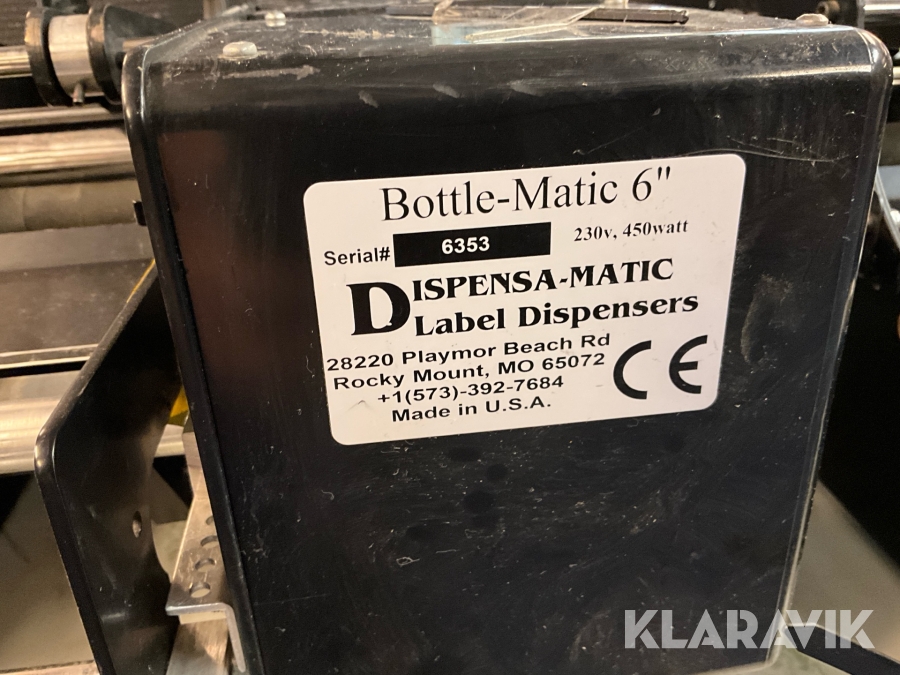 Bottle-Matic 6"
Serial# 6353 230v, 450watt
DISPENSA-MATIC
Label Dispensers
28220 Playmor Beach Rd
Rocky Mount, MO 65072
+1(573)-392-7684
Made in U.S.A.
CE
KLARAVIK